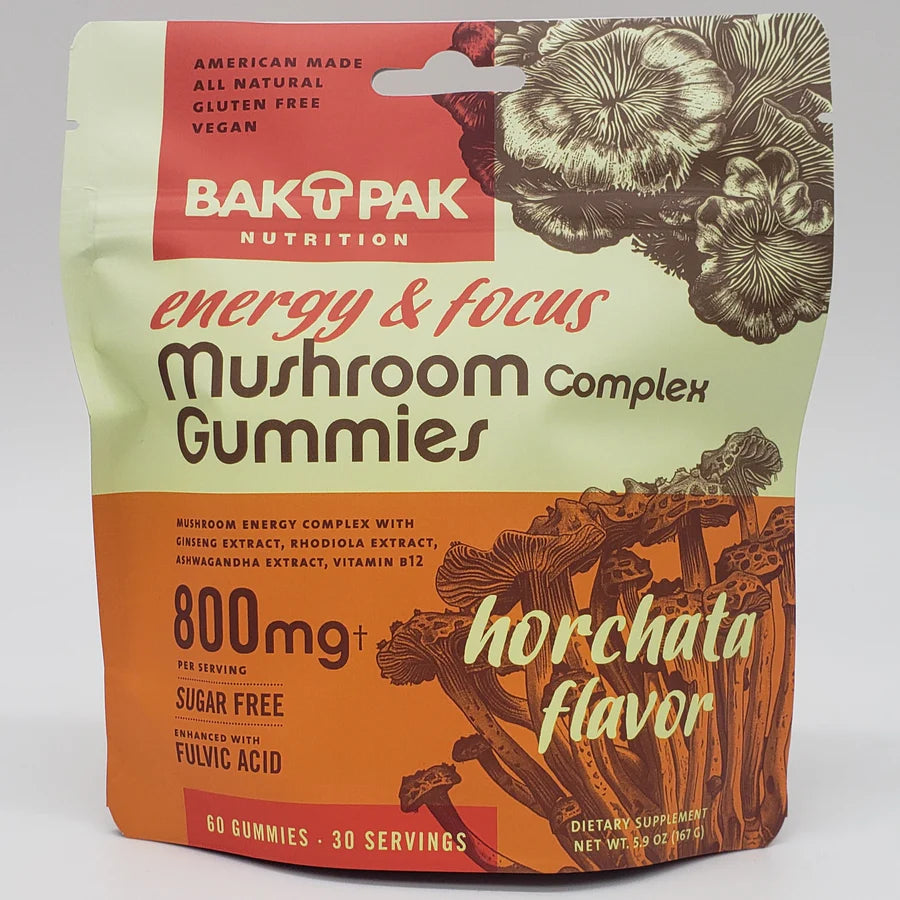 AMERICAN MADE
ALL NATURAL
GLUTEN FREE
VEGAN
BAK PAK
NUTRITION
energy & focus
Mushroom Complex
Gummies
MUSHROOM ENERGY COMPLEX WITH
GINSENG EXTRACT, RHODIOLA EXTRACT,
ASHWAGANDHA EXTRACT, VITAMIN B12
800mg†
PER SERVING
SUGAR FREE
ENHANCED WITH
FULVIC ACID
horchata
flavor
60 GUMMIES · 30 SERVINGS
DIETARY SUPPLEMENT
NET WT. 5.9 OZ (167 G)